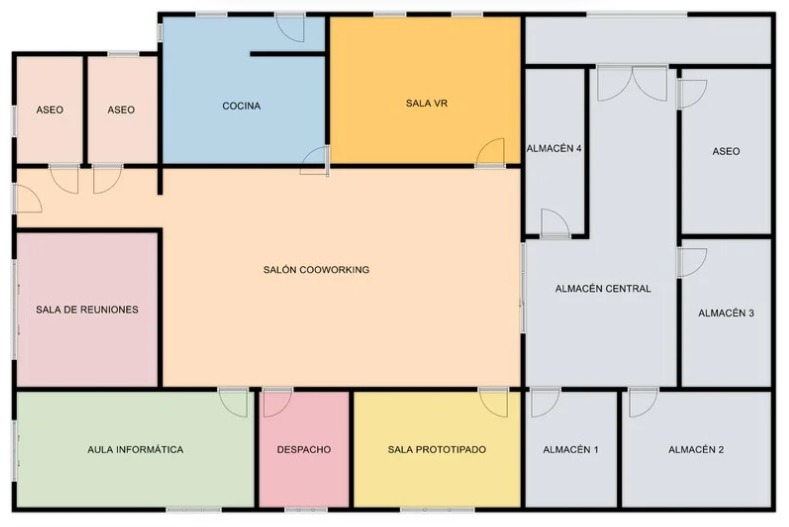 ASEO
ASEO
COCINA
SALA VR
ALMACÉN 4
ASEO
SALÓN COOWORKING
ALMACÉN CENTRAL
SALA DE REUNIONES
ALMACÉN 3
AULA INFORMÁTICA
DESPACHO
SALA PROTOTIPADO
ALMACÉN 1
ALMACÉN 2